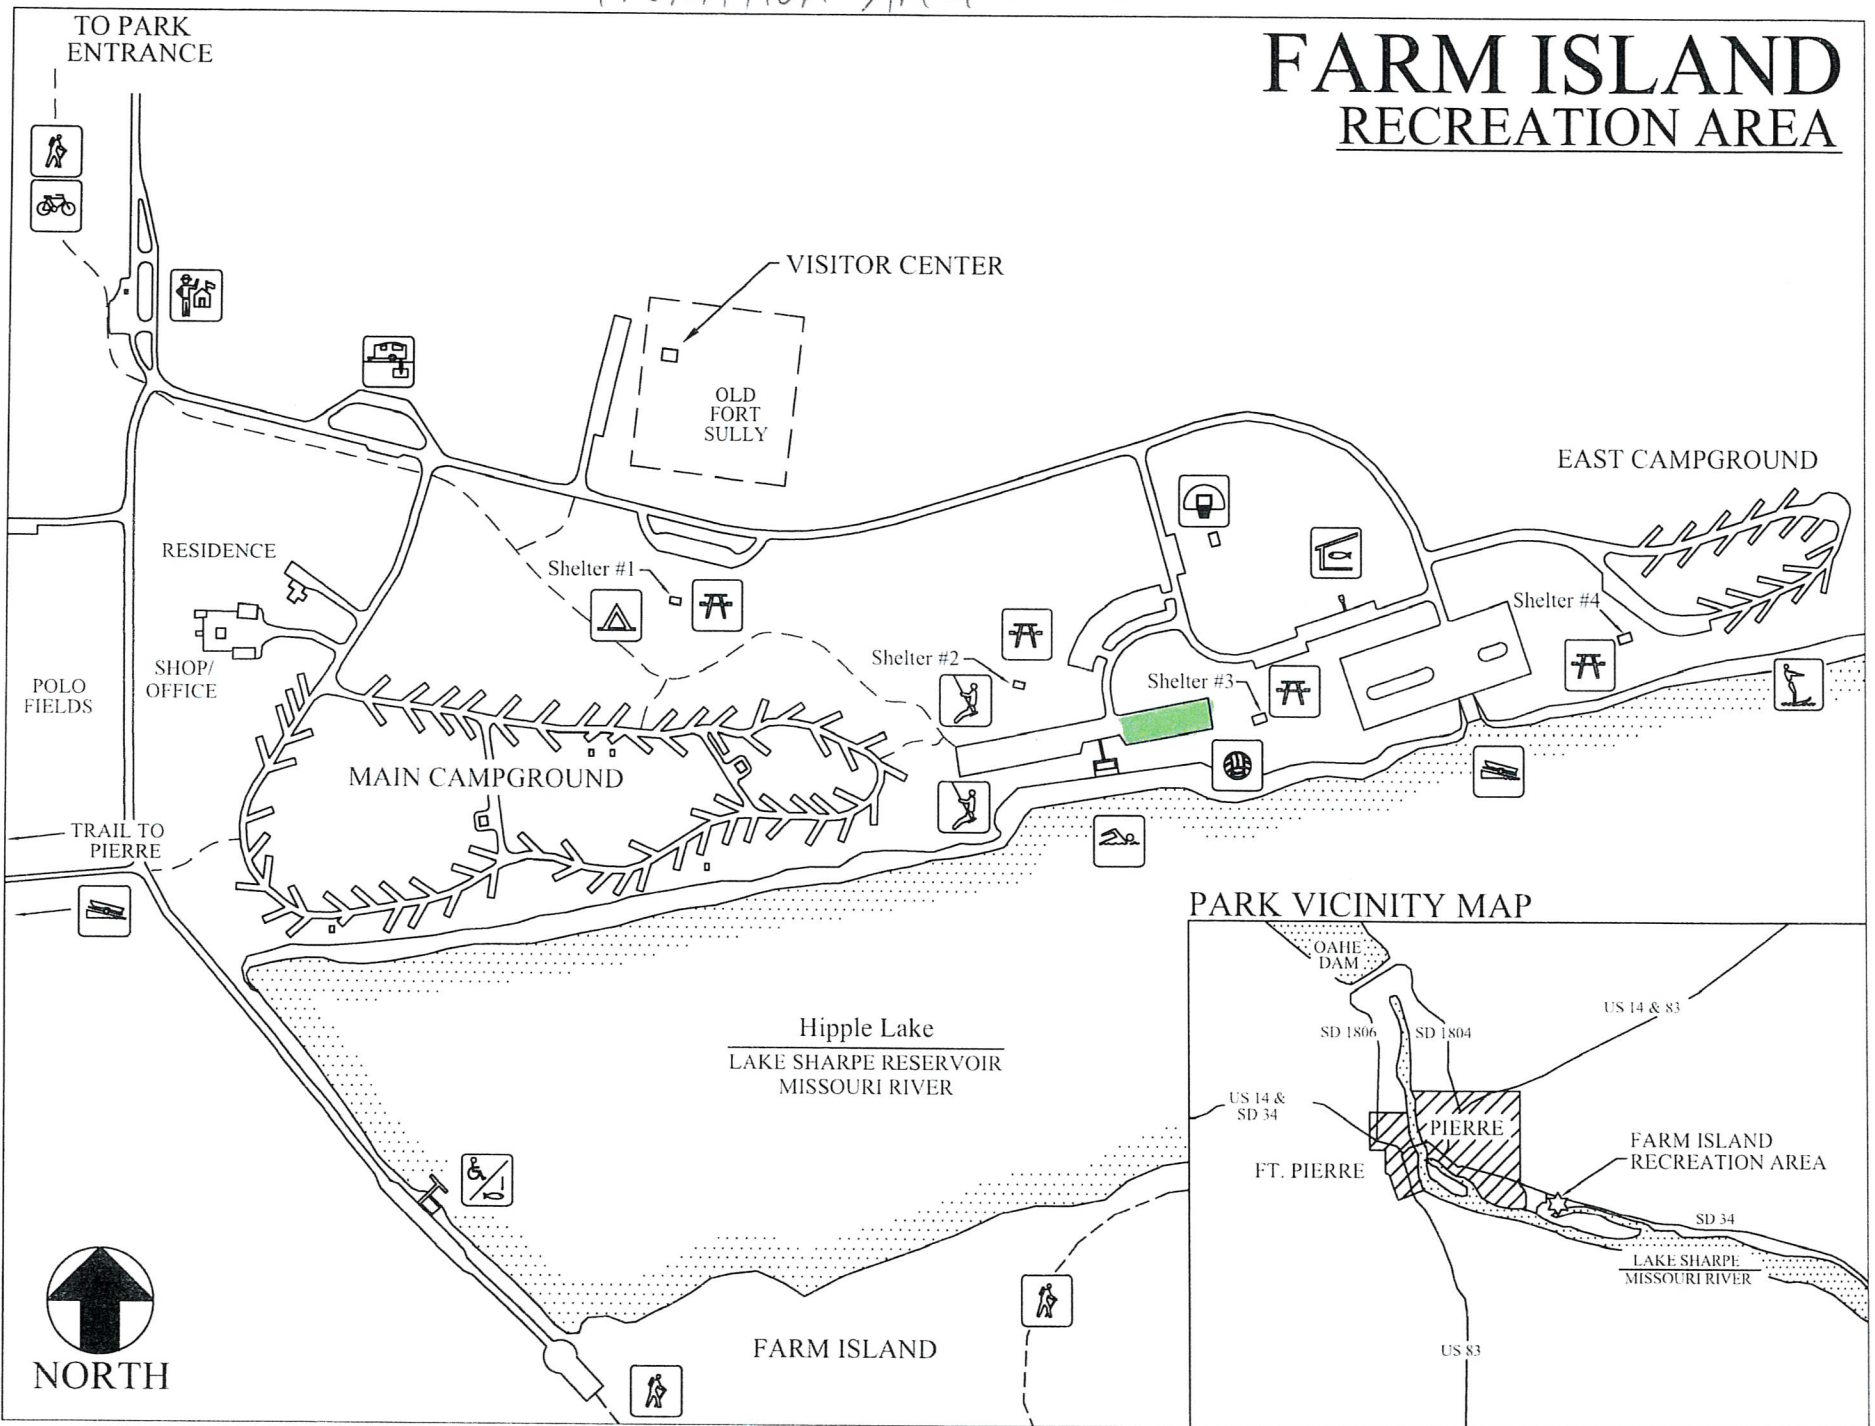 TO PARK
ENTRANCE
FARM ISLAND
RECREATION AREA
VISITOR CENTER
OLD
FORT
SULLY
EAST CAMPGROUND
RESIDENCE
Shelter #1
Shelter #4
SHOP/
OFFICE
POLO
FIELDS
Shelter #2
Shelter #3
MAIN CAMPGROUND
TRAIL TO
PIERRE
PARK VICINITY MAP
OAHE
DAM
US 14 & 83
SD 1806
SD 1804
Hipple Lake
LAKE SHARPE RESERVOIR
MISSOURI RIVER
US 14 &
SD 34
PIERRE
FARM ISLAND
RECREATION AREA
FT. PIERRE
SD 34
LAKE SHARPE
MISSOURI RIVER
US 83
FARM ISLAND
NORTH